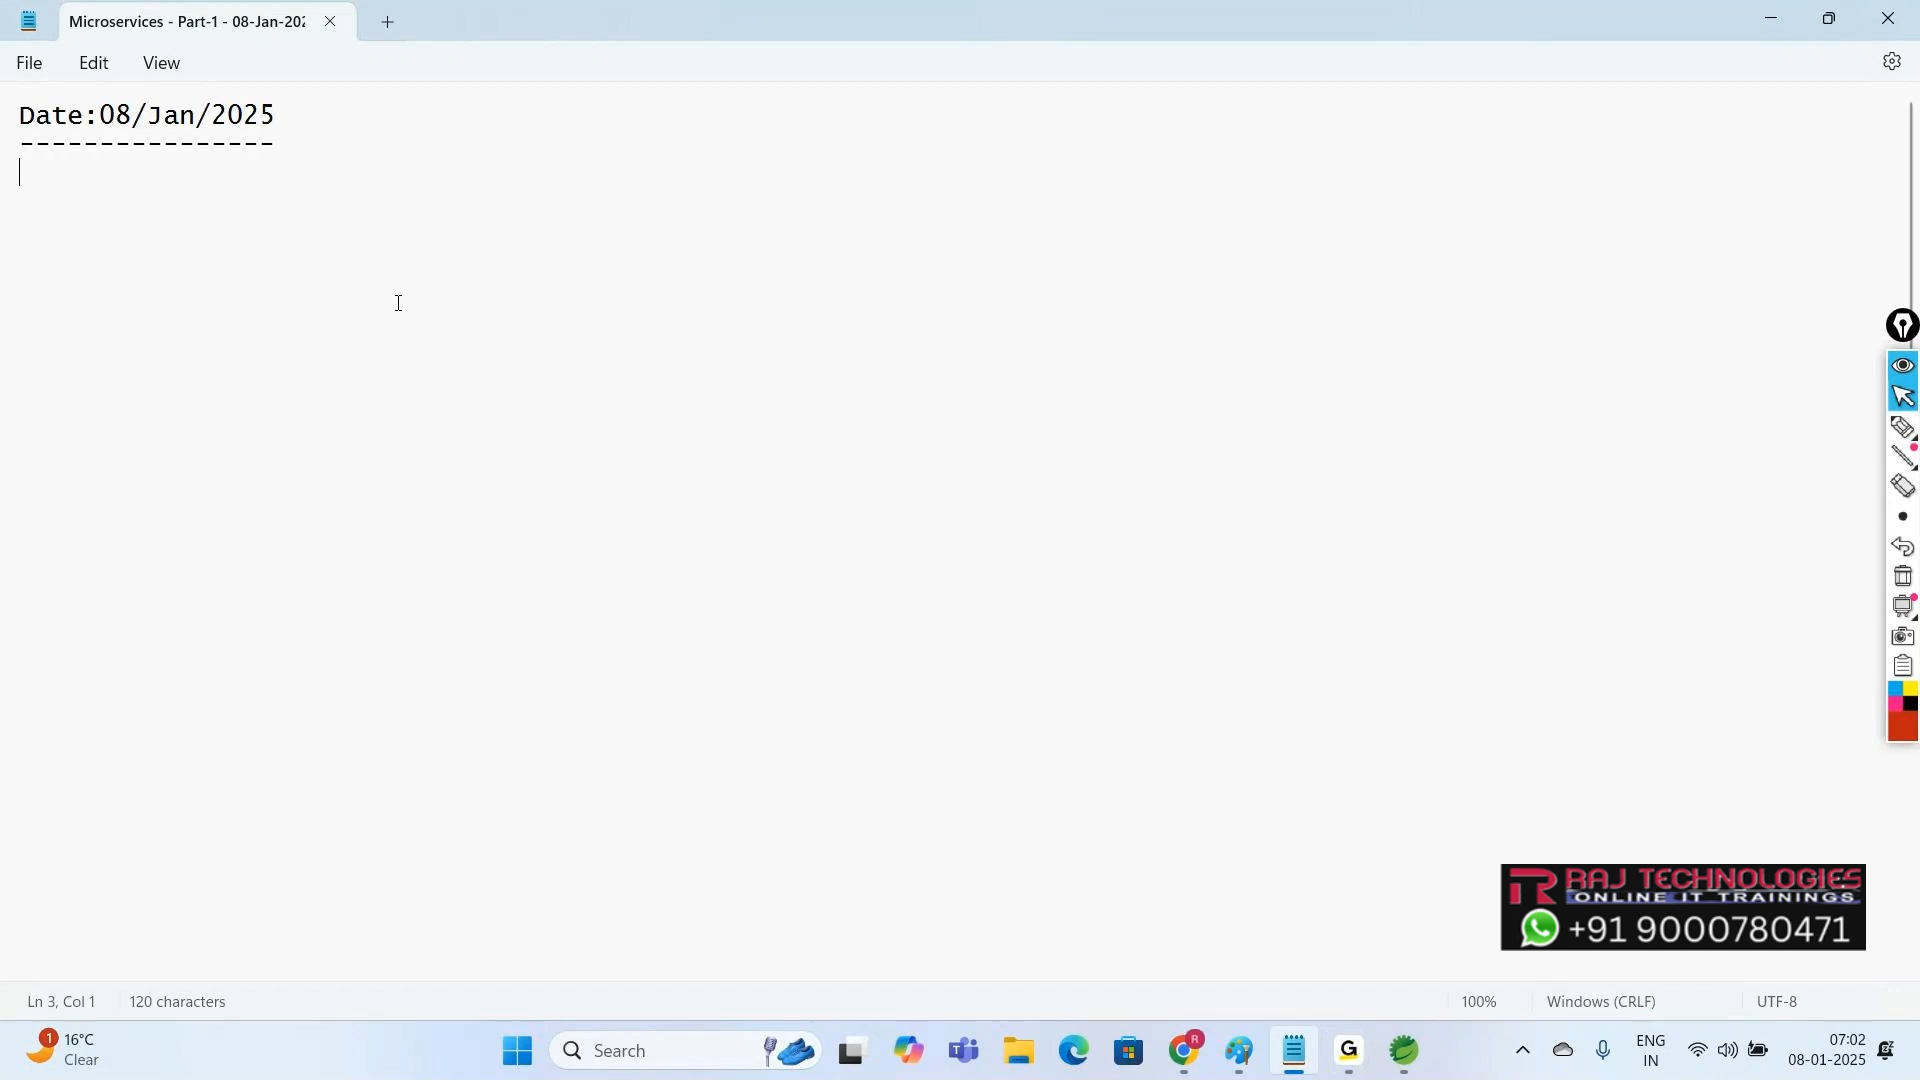 Microservices - Part-1 - 08-Jan-202
File
Edit
View
Date:08/Jan/2025
----------------
RAJ TECHNOLOGIES
ONLINE IT TRAININGS
+91 9000780471
Ln 3, Col 1
120 characters
100%
Windows (CRLF)
UTF-8
1
16°C
Clear
Search
R
G
ENG
IN
07:02
08-01-2025